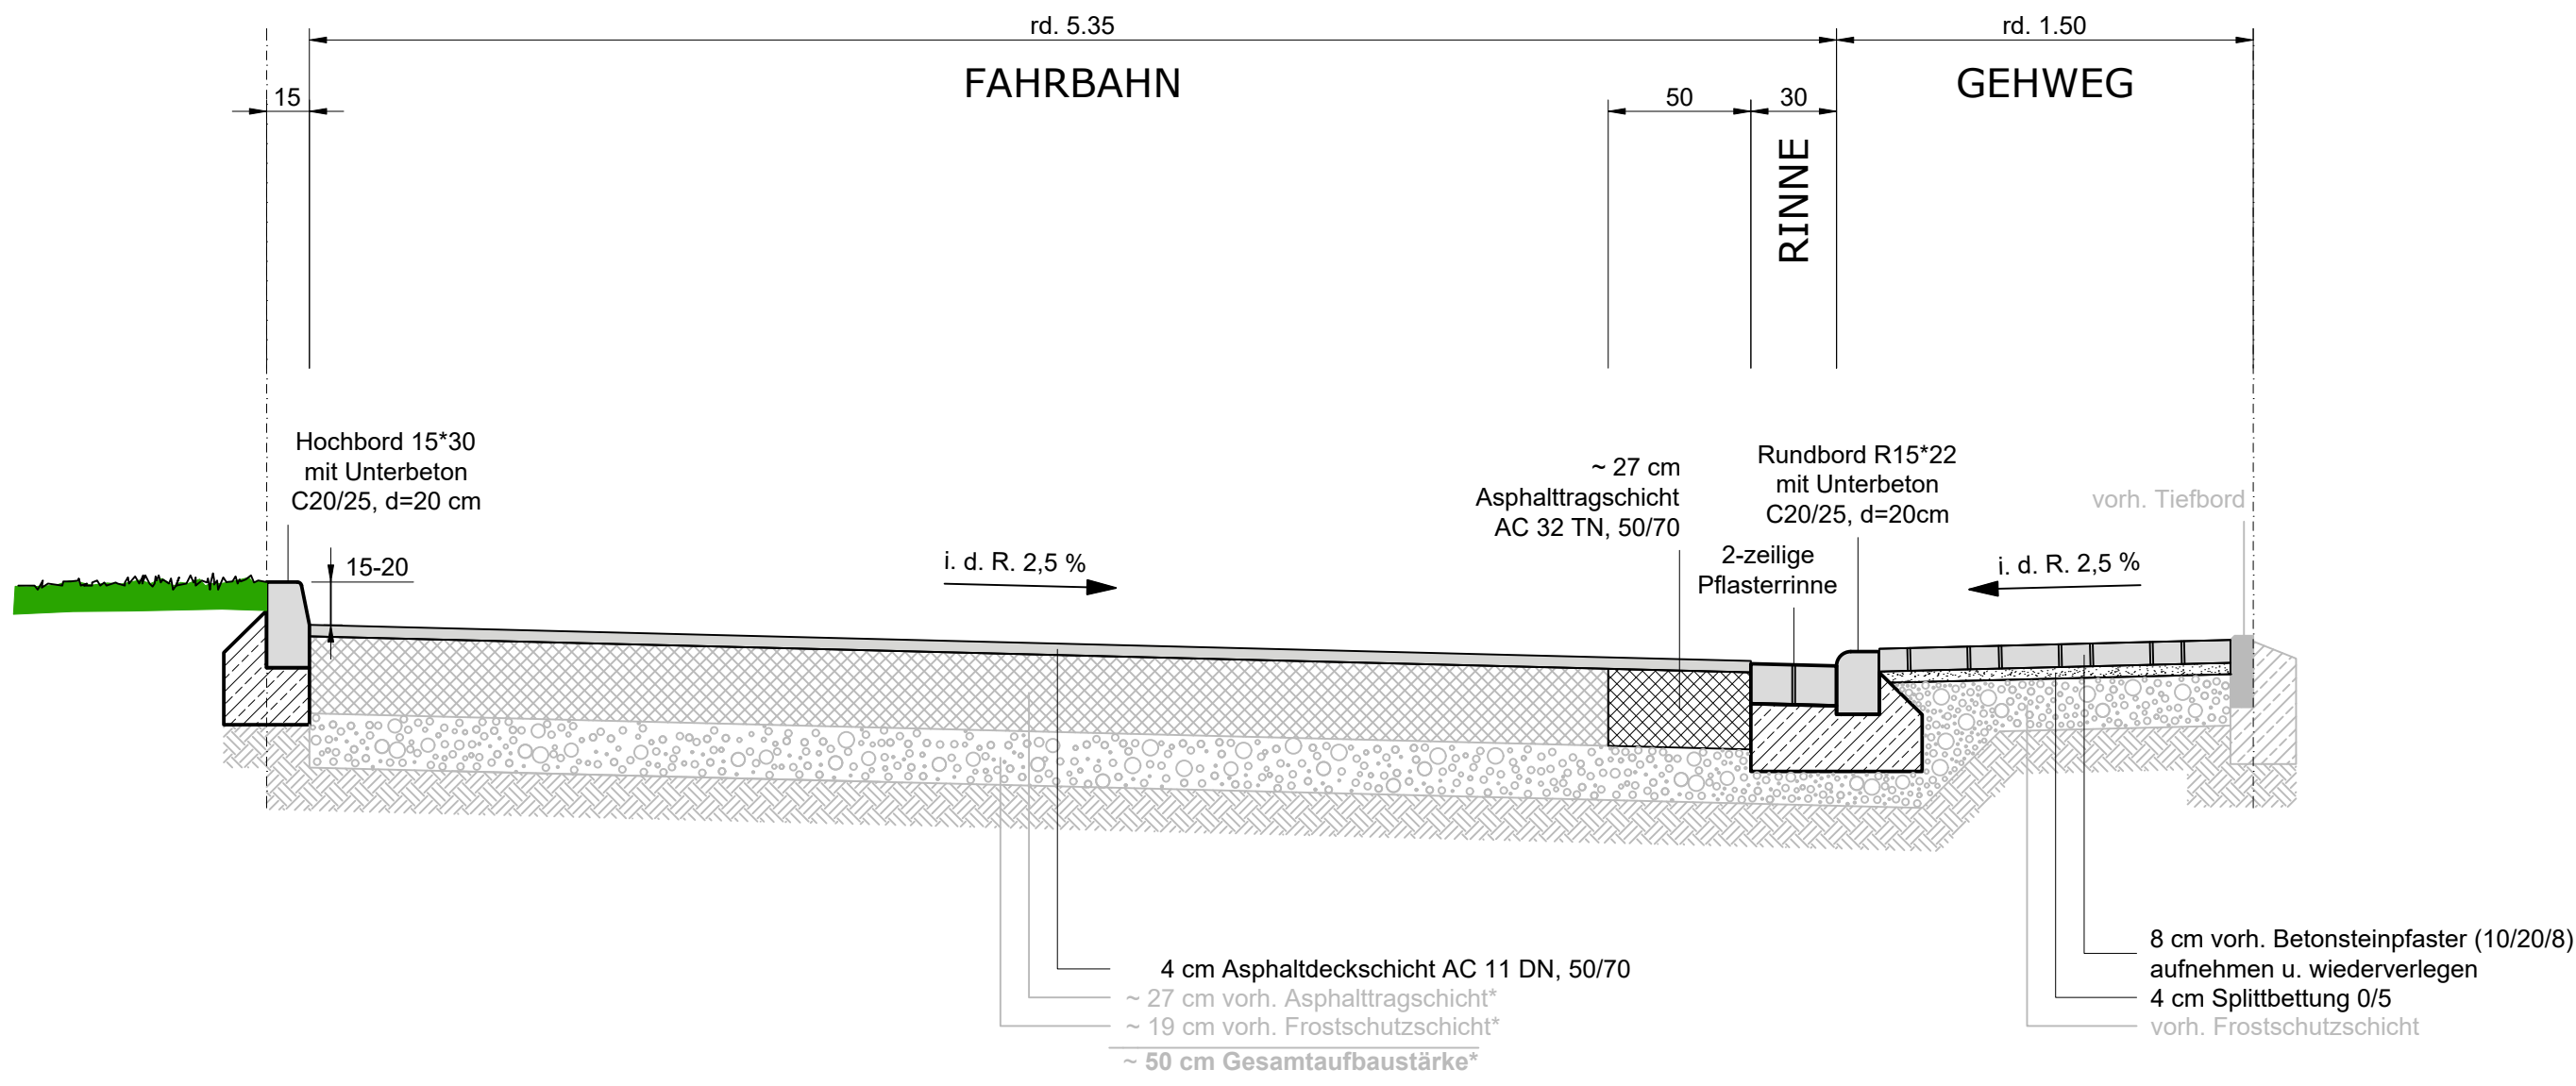 rd. 5.35
rd. 1.50
FAHRBAHN
GEHWEG
15
50
30
RINNE
Hochbord 15*30
mit Unterbeton
C20/25, d=20 cm
~ 27 cm
Asphalttragschicht
AC 32 TN, 50/70
Rundbord R15*22
mit Unterbeton
C20/25, d=20cm
vorh. Tiefbord
2-zeilige
Pflasterrinne
15-20
i. d. R. 2,5 %
i. d. R. 2,5 %
4 cm Asphaltdeckschicht AC 11 DN, 50/70
~ 27 cm vorh. Asphalttragschicht*
~ 19 cm vorh. Frostschutzschicht*
~ 50 cm Gesamtaufbaustärke*
8 cm vorh. Betonsteinpfaster (10/20/8)
aufnehmen u. wiederverlegen
4 cm Splittbettung 0/5
vorh. Frostschutzschicht